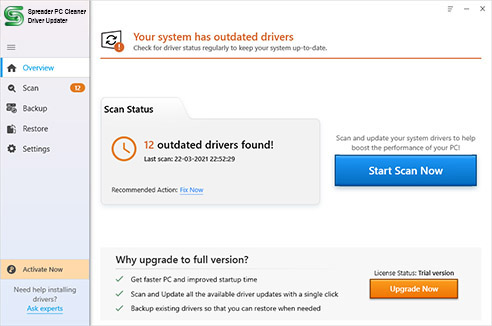 Spreader PC Cleaner
Driver Updater
Your system has outdated drivers
Check for driver status regularly to keep your system up-to-date.
Overview
Scan 12
Backup
Restore
Settings
Scan Status
12 outdated drivers found!
Last scan: 22-03-2021 22:52:29
Recommended Action: Fix Now
Scan and update your system drivers to help
boost the performance of your PC!
Start Scan Now
Activate Now
Need help installing
drivers?
Ask experts
Why upgrade to full version?
Get faster PC and improved startup time
Scan and Update all the available driver updates with a single click
Backup existing drivers so that you can restore when needed
License Status: Trial version
Upgrade Now